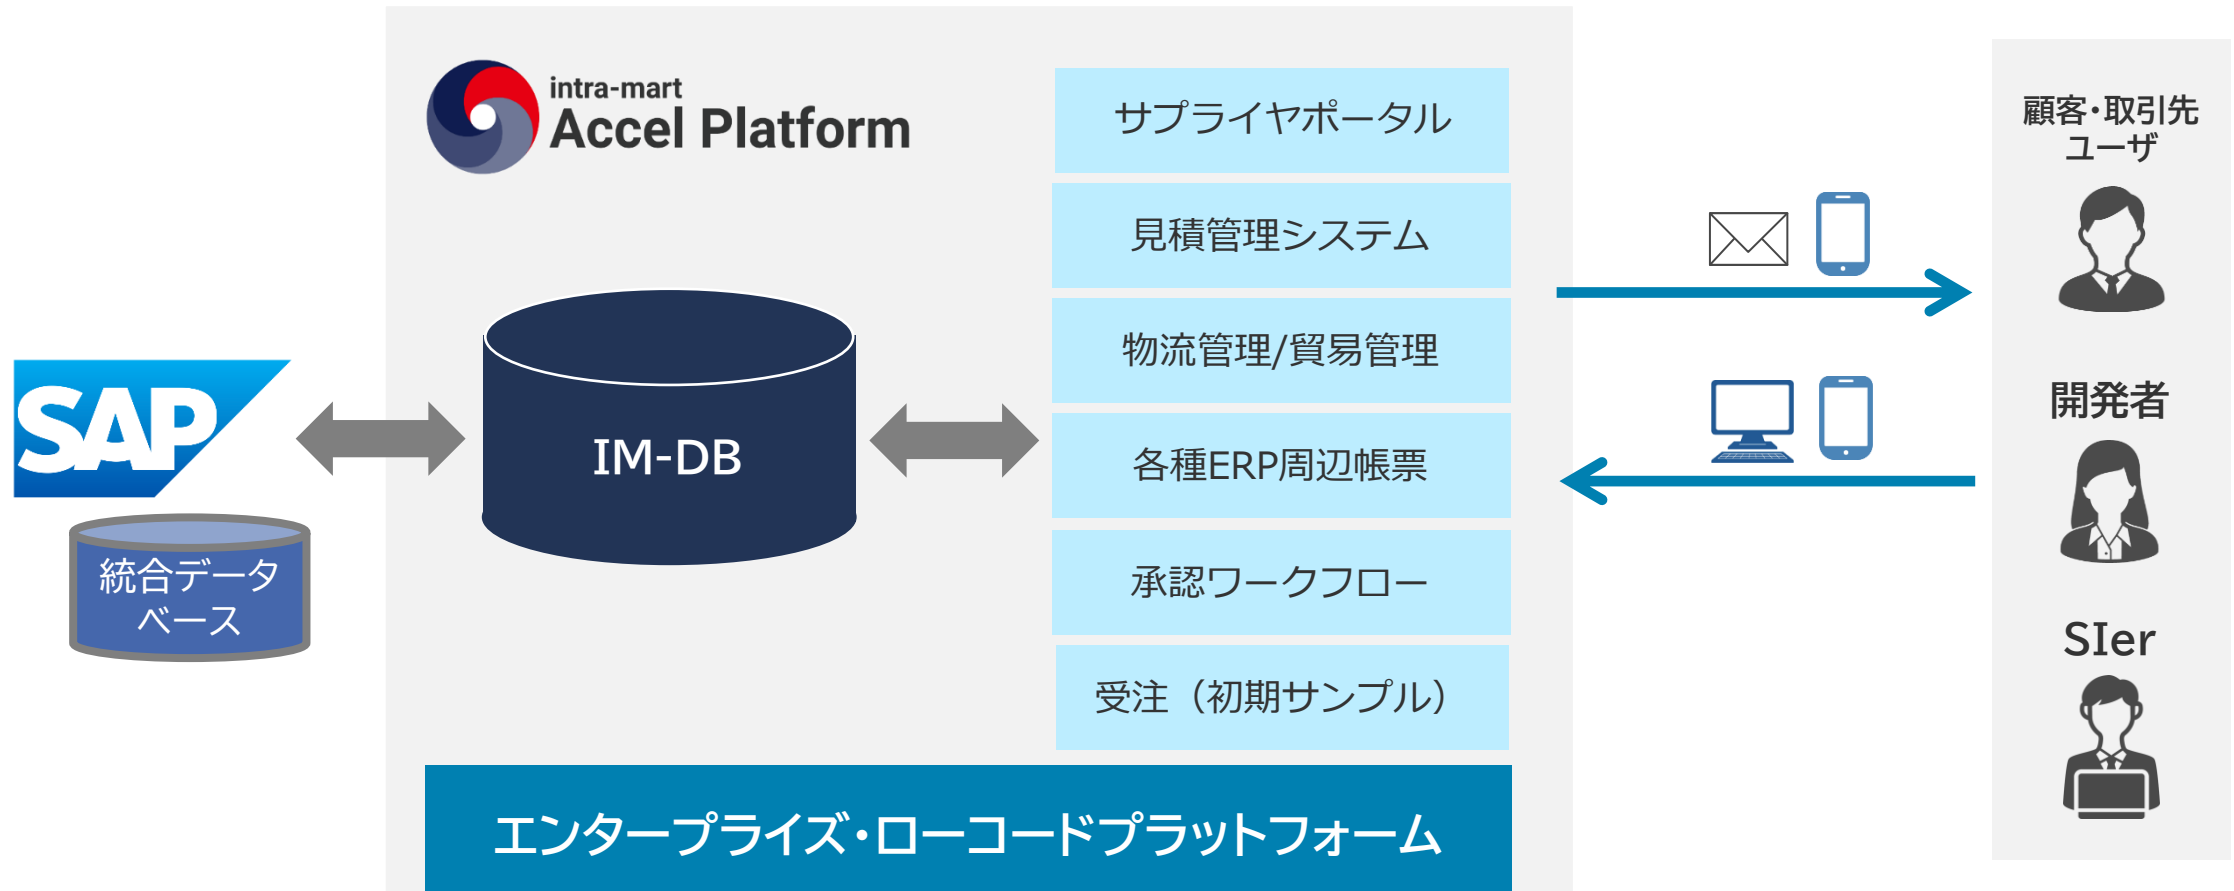 intra-mart
Accel Platform
SAP
統合データ
ベース
IM-DB
サプライヤポータル
見積管理システム
物流管理/貿易管理
各種ERP周辺帳票
承認ワークフロー
受注（初期サンプル）
エンタープライズ・ローコードプラットフォーム
顧客・取引先
ユーザ
開発者
SIer